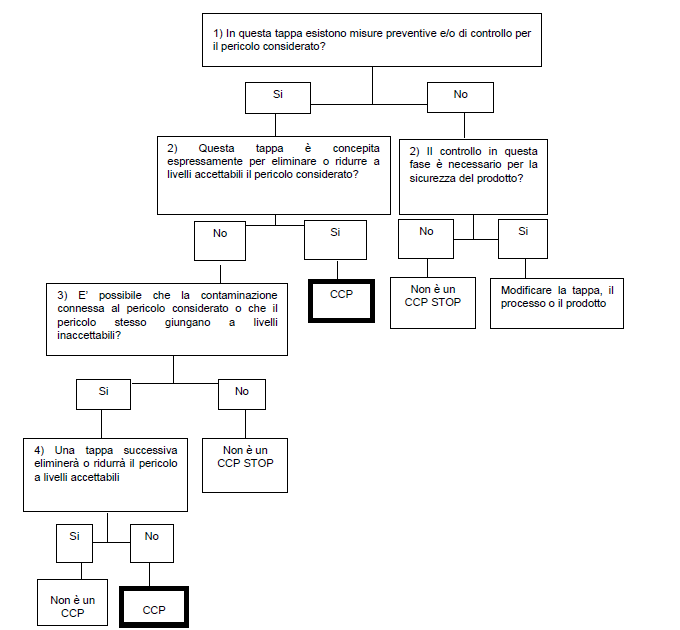 1) In questa tappa esistono misure preventive e/o di controllo per
il pericolo considerato?
Si
No
2) Questa tappa è concepita
espressamente per eliminare o ridurre a
livelli accettabili il pericolo considerato?
2) Il controllo in questa
fase è necessario per la
sicurezza del prodotto?
No
Si
No
Si
3) E' possibile che la contaminazione
connessa al pericolo considerato o che il
pericolo stesso giungano a livelli
inaccettabili?
CCP
Non è un
CCP STOP
Modificare la tappa, il
processo o il prodotto
Si
No
4) Una tappa successiva
eliminerà o ridurrà il pericolo
a livelli accettabili
Non è un
CCP STOP
Si
No
Non è un
CCP
CCP